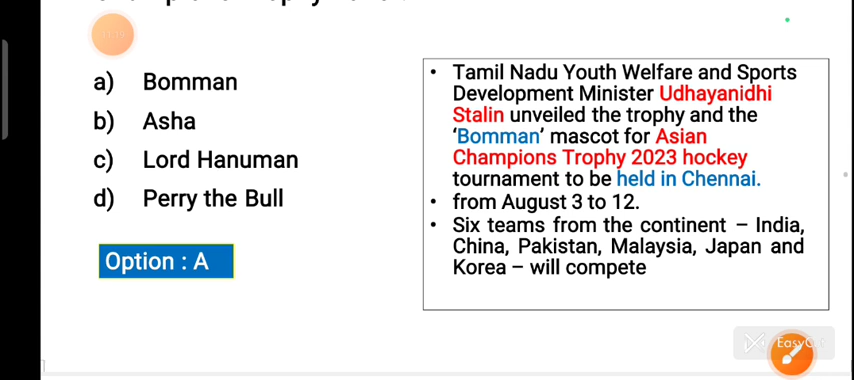 a) Bomman
b) Asha
c) Lord Hanuman
d) Perry the Bull
Option : A
• Tamil Nadu Youth Welfare and Sports
Development Minister Udhayanidhi
Stalin unveiled the trophy and the
‘Bomman’ mascot for Asian
Champions Trophy 2023 hockey
tournament to be held in Chennai.
• from August 3 to 12.
• Six teams from the continent – India,
China, Pakistan, Malaysia, Japan and
Korea – will compete